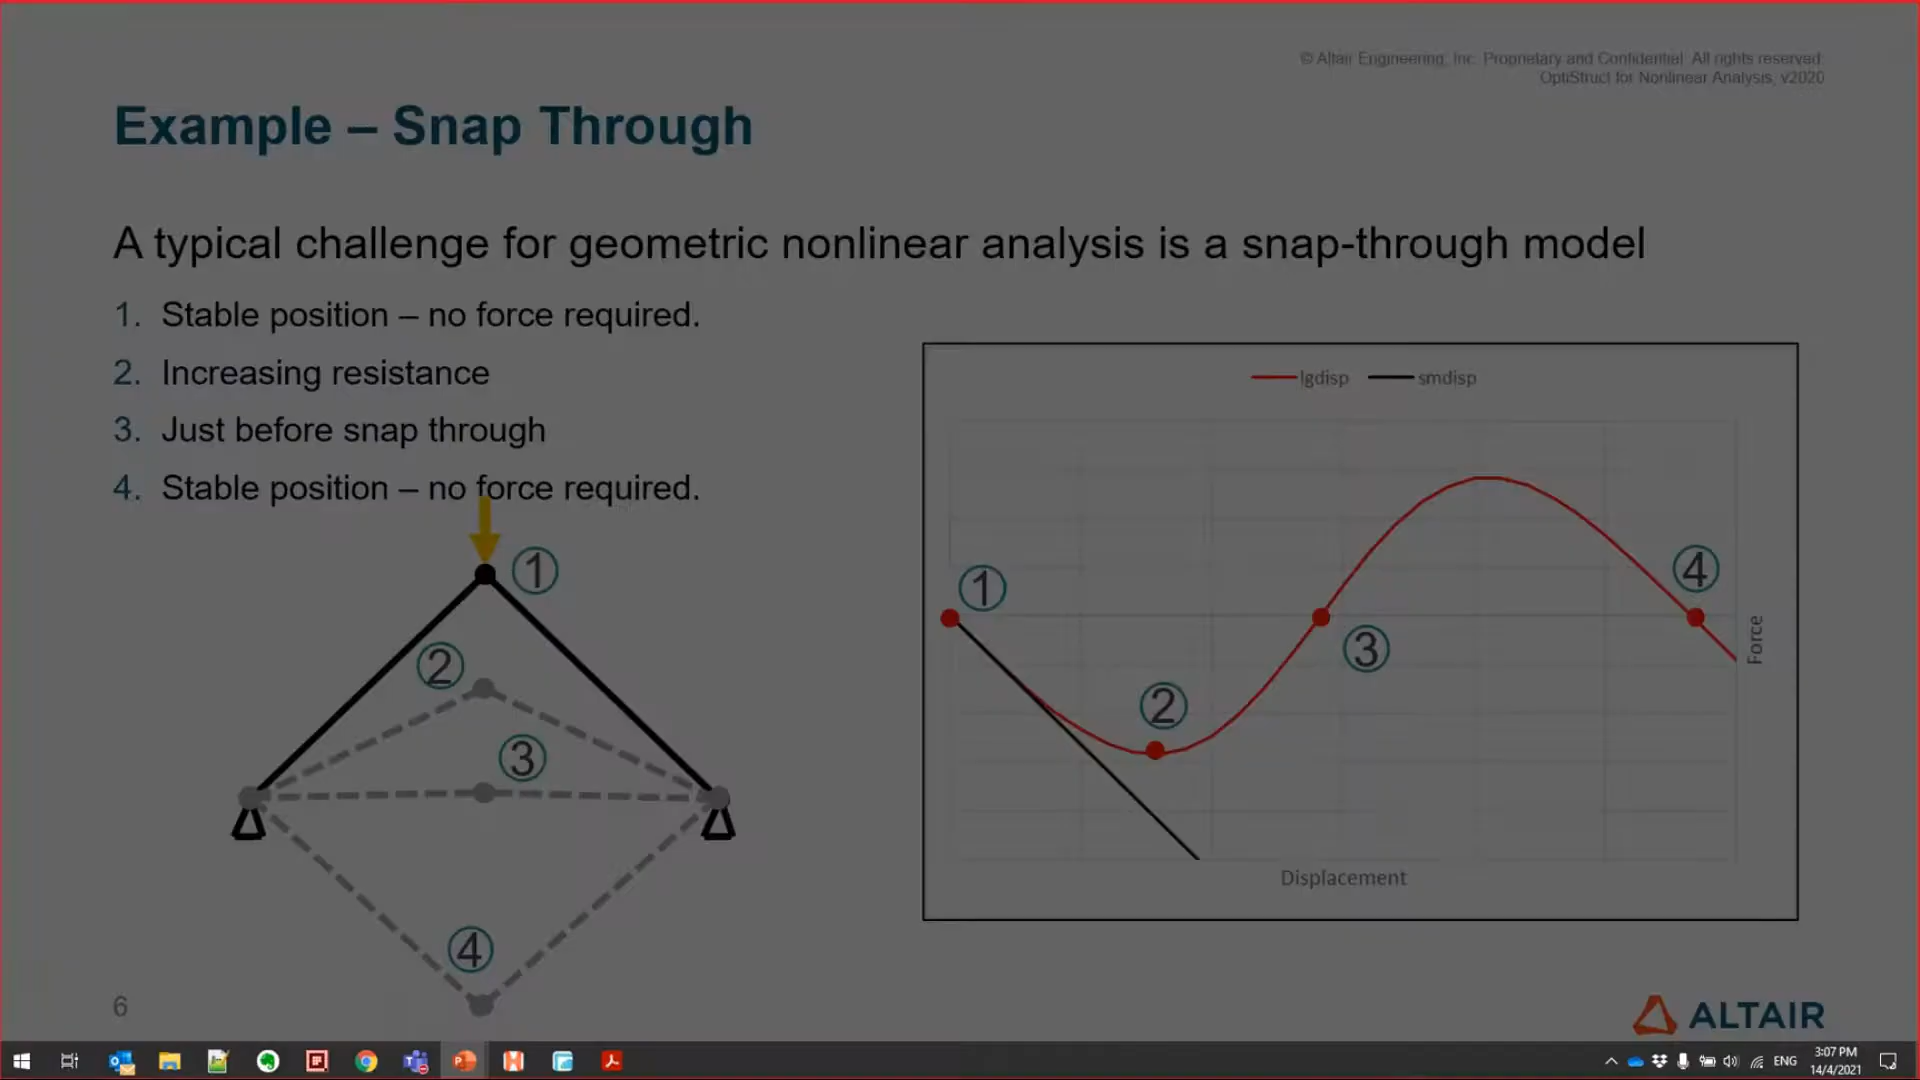 © Altair Engineering, Inc. Proprietary and Confidential. All rights reserved.
OptiStruct for Nonlinear Analysis, v2020
Example – Snap Through
A typical challenge for geometric nonlinear analysis is a snap-through model
1. Stable position – no force required.
2. Increasing resistance
3. Just before snap through
4. Stable position – no force required.
1
2
3
4
lgdisp smdisp
1
2
3
4
Force
Displacement
6
ALTAIR
ENG
3:07 PM
14/4/2021